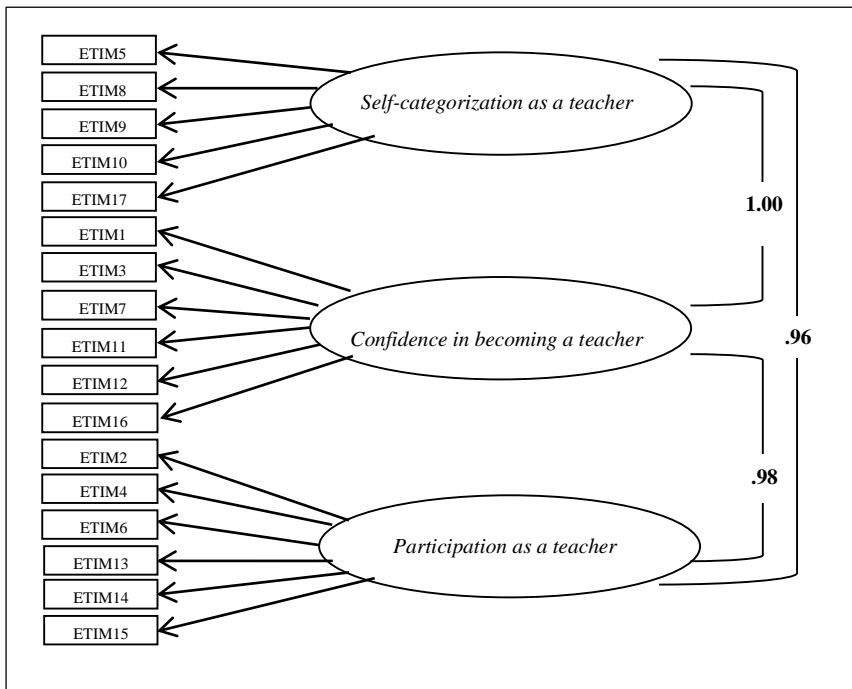 ETIM5
ETIM8
ETIM9
ETIM10
ETIM17
ETIM1
ETIM3
ETIM7
ETIM11
ETIM12
ETIM16
ETIM2
ETIM4
ETIM6
ETIM13
ETIM14
ETIM15
Self-categorization as a teacher
Confidence in becoming a teacher
Participation as a teacher
1.00
.96
.98